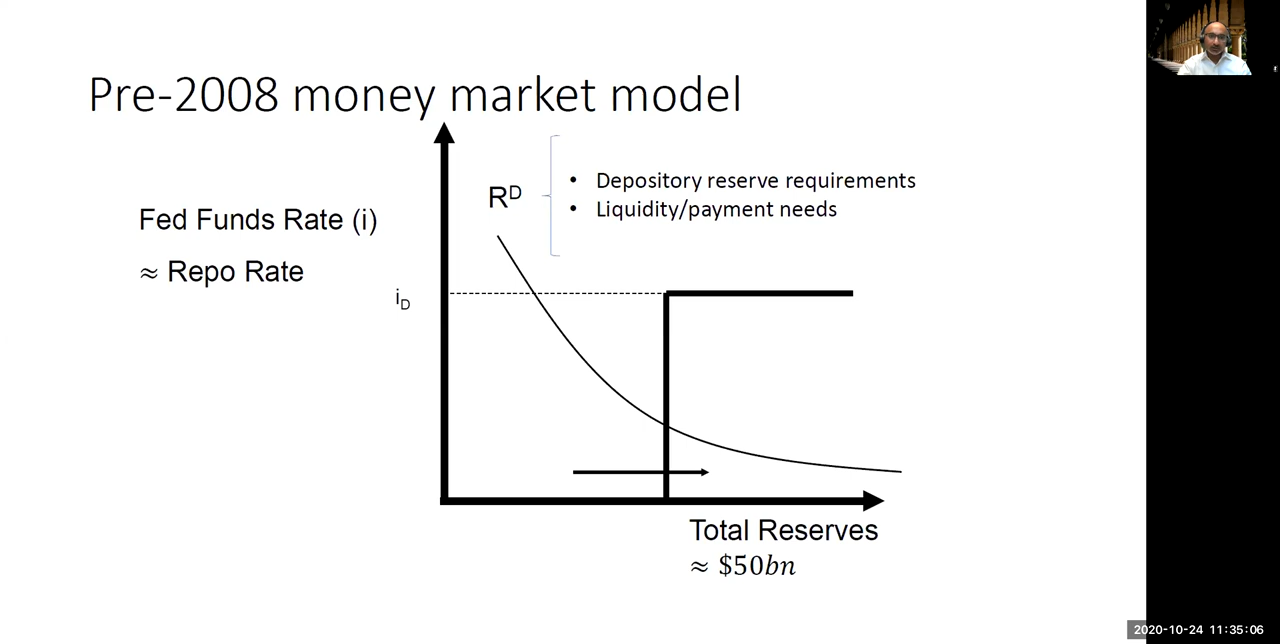 Pre-2008 money market model
R^D
• Depository reserve requirements
• Liquidity/payment needs
Fed Funds Rate (i)
≈ Repo Rate
i_D
Total Reserves
≈ $50bn
2020-10-24 11:35:06